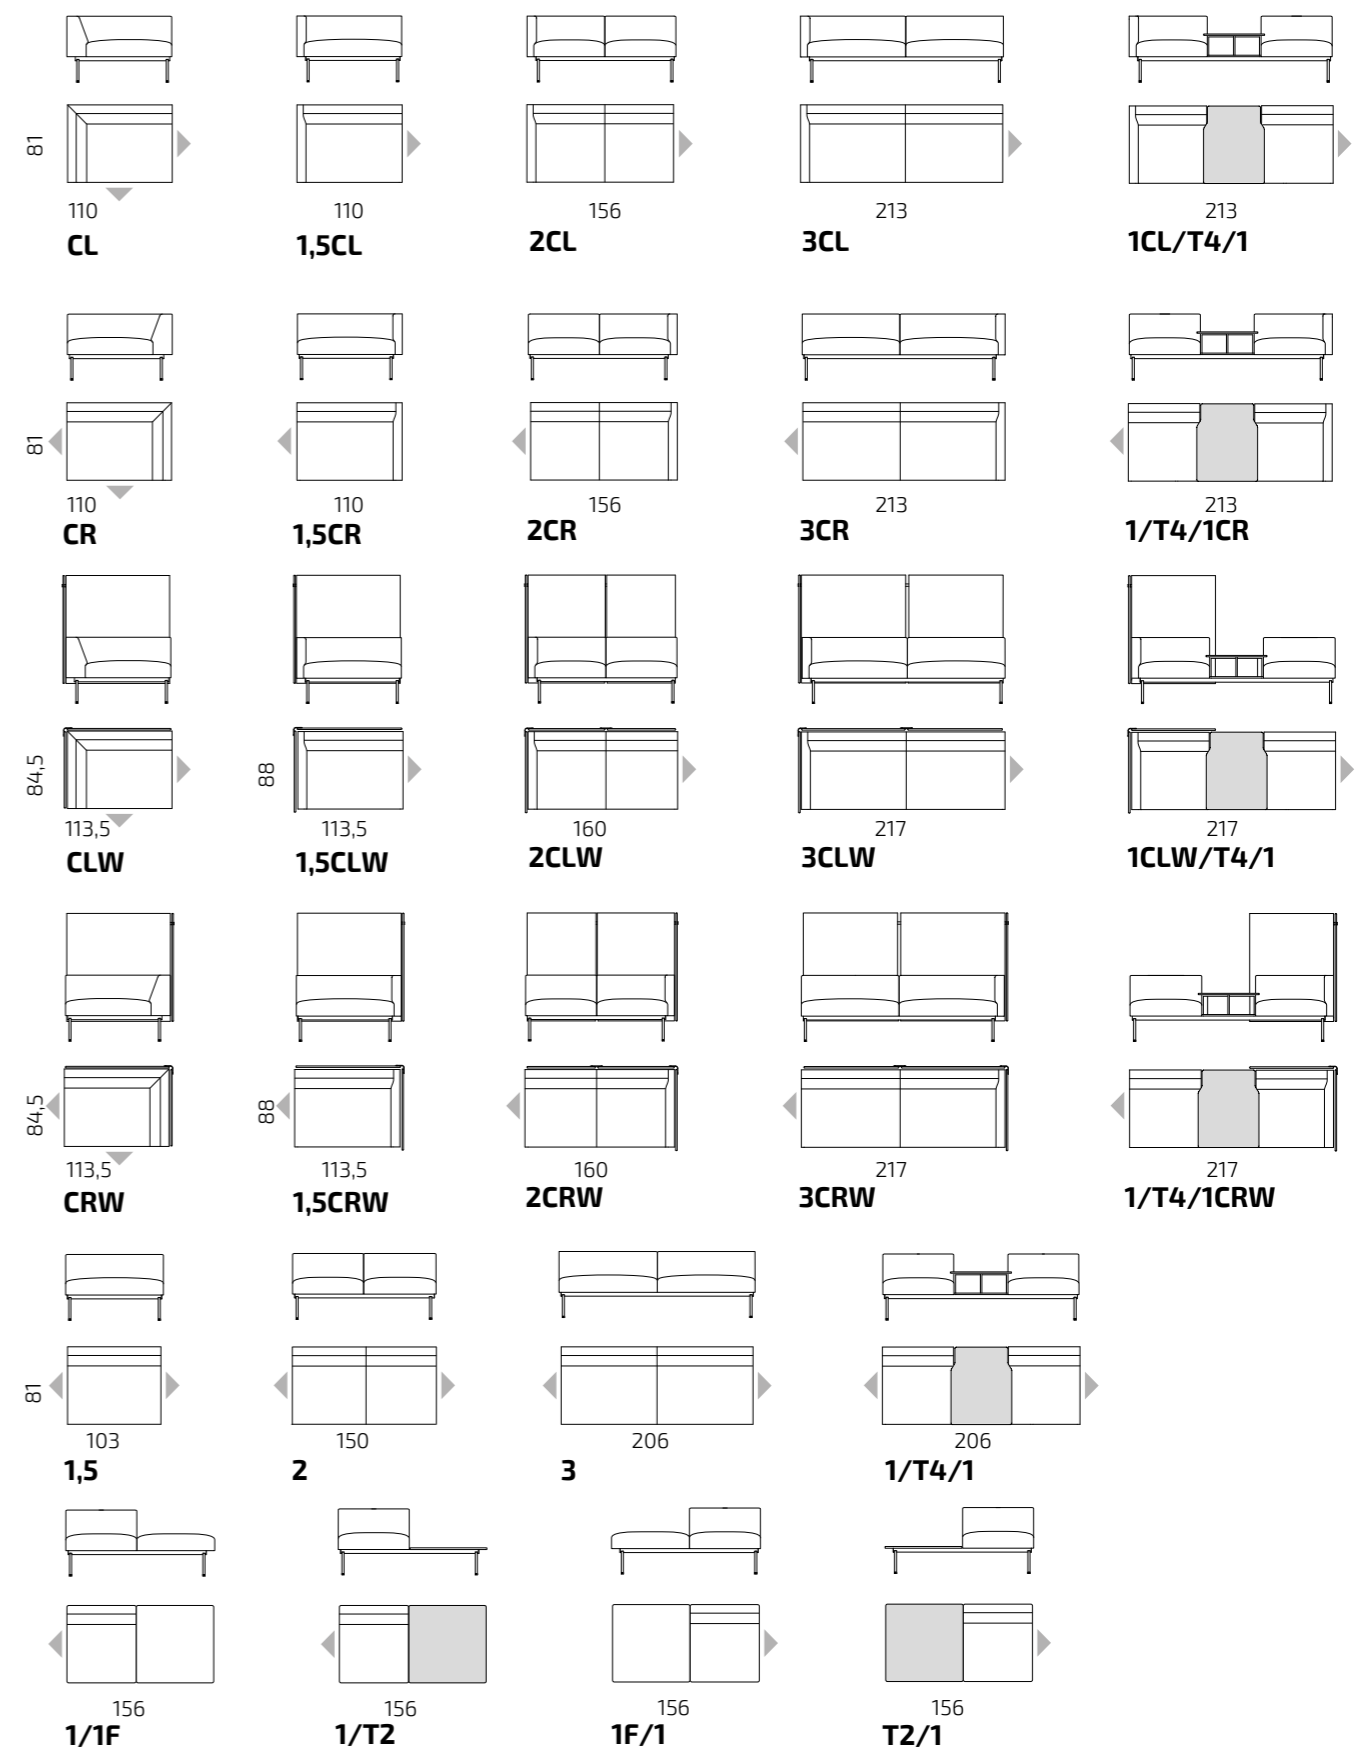 81
110 110 156 213 213
CL 1,5CL 2CL 3CL 1CL/T4/1
81
110 110 156 213 213
CR 1,5CR 2CR 3CR 1/T4/1CR
84,5 88
113,5 113,5 160 217 217
CLW 1,5CLW 2CLW 3CLW 1CLW/T4/1
84,5 88
113,5 113,5 160 217 217
CRW 1,5CRW 2CRW 3CRW 1/T4/1CRW
81
103 150 206 206
1,5 2 3 1/T4/1
156 156 156 156
1/1F 1/T2 1F/1 T2/1